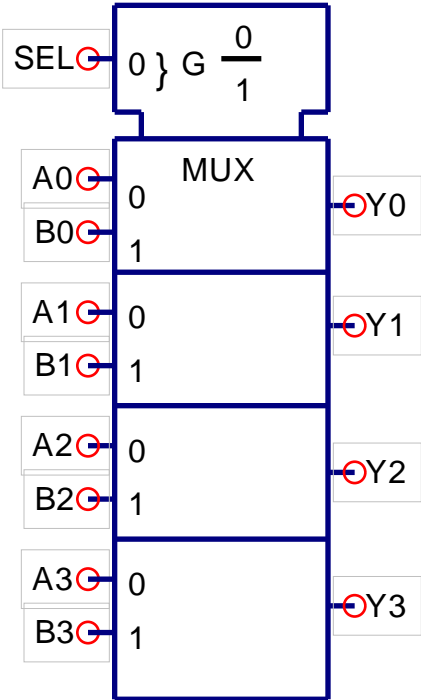 SEL 0 } G 0
1
MUX
A0 0 Y0
B0 1
A1 0 Y1
B1 1
A2 0 Y2
B2 1
A3 0 Y3
B3 1